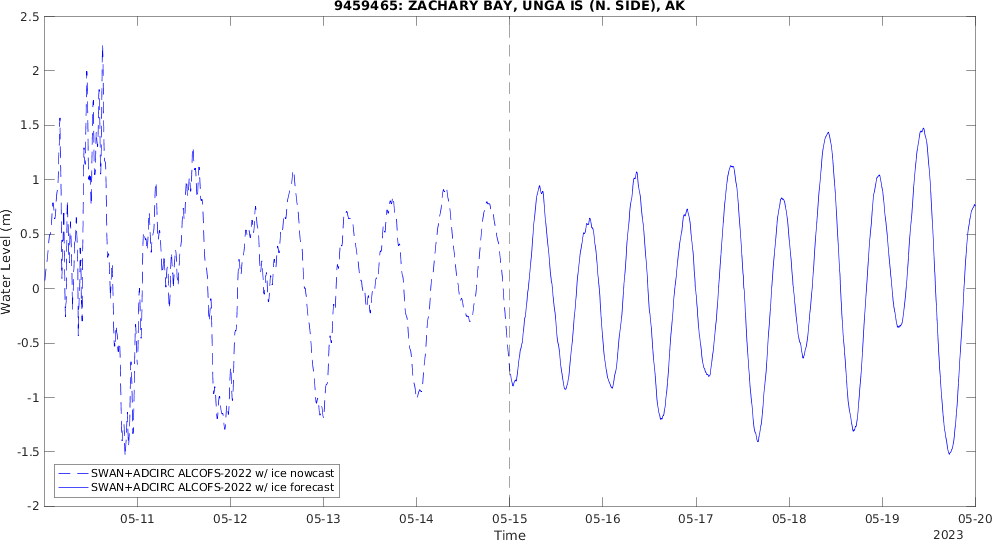 9459465: ZACHARY BAY, UNGA IS (N. SIDE), AK
Water Level (m)
2.5
2
1.5
1
0.5
0
-0.5
-1
-1.5
-2
SWAN+ADCIRC ALCOFS-2022 w/ ice nowcast
SWAN+ADCIRC ALCOFS-2022 w/ ice forecast
05-11 05-12 05-13 05-14 05-15 05-16 05-17 05-18 05-19 05-20
Time
2023